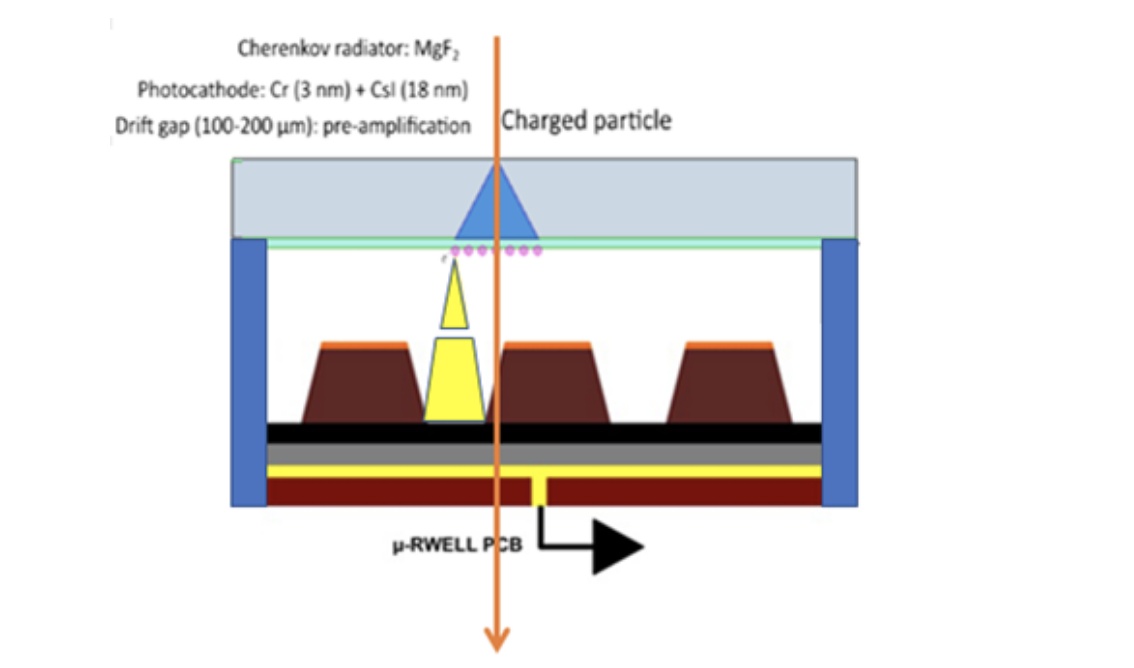 Cherenkov radiator: MgF₂
Photocathode: Cr (3 nm) + CsI (18 nm)
Drift gap (100-200 µm): pre-amplification
Charged particle
µ-RWELL PCB